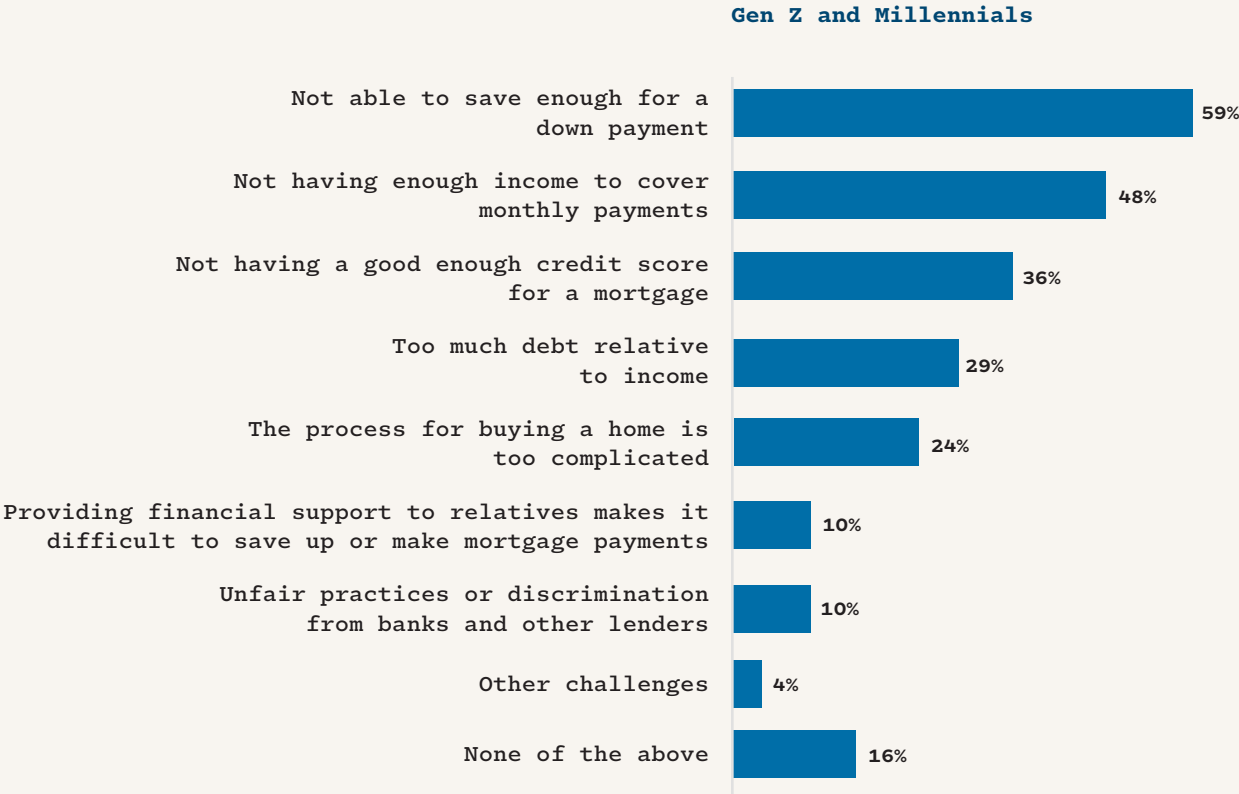 Gen Z and Millennials
Not able to save enough for a
down payment
59%
Not having enough income to cover
monthly payments
48%
Not having a good enough credit score
for a mortgage
36%
Too much debt relative
to income
29%
The process for buying a home is
too complicated
24%
Providing financial support to relatives makes it
difficult to save up or make mortgage payments
10%
Unfair practices or discrimination
from banks and other lenders
10%
Other challenges
4%
None of the above
16%